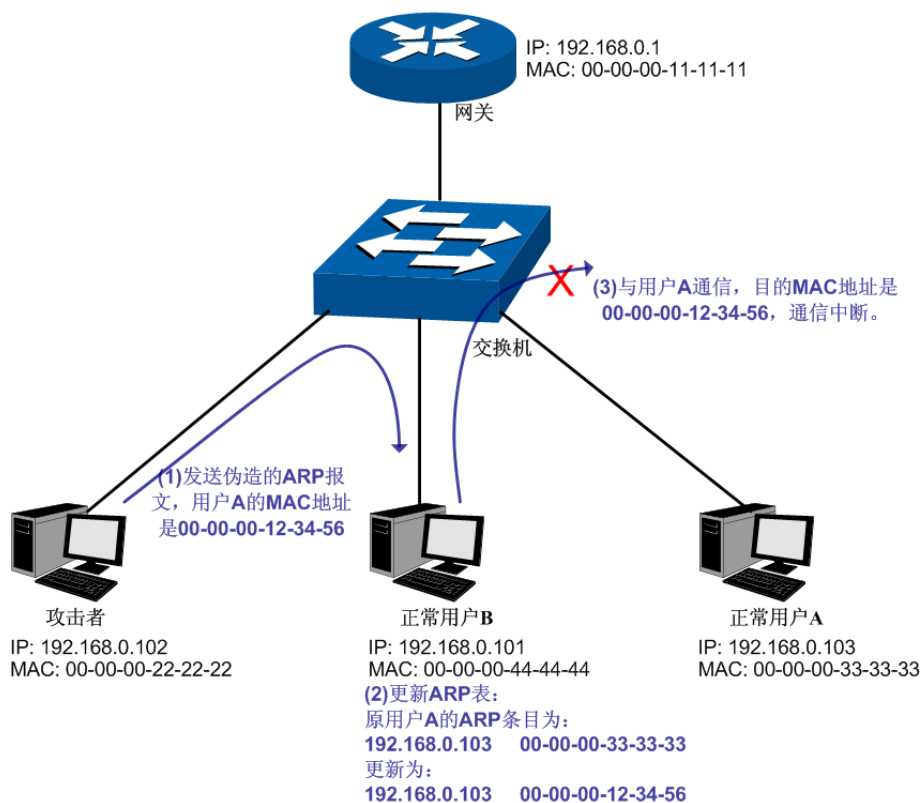 IP: 192.168.0.1
MAC: 00-00-00-11-11-11
网关
(3)与用户A通信，目的MAC地址是
00-00-00-12-34-56，通信中断。
交换机
(1)发送伪造的ARP报
文，用户A的MAC地址
是00-00-00-12-34-56
攻击者
IP: 192.168.0.102
MAC: 00-00-00-22-22-22
正常用户B
IP: 192.168.0.101
MAC: 00-00-00-44-44-44
(2)更新ARP表：
原用户A的ARP条目为：
192.168.0.103 00-00-00-33-33-33
更新为：
192.168.0.103 00-00-00-12-34-56
正常用户A
IP: 192.168.0.103
MAC: 00-00-00-33-33-33